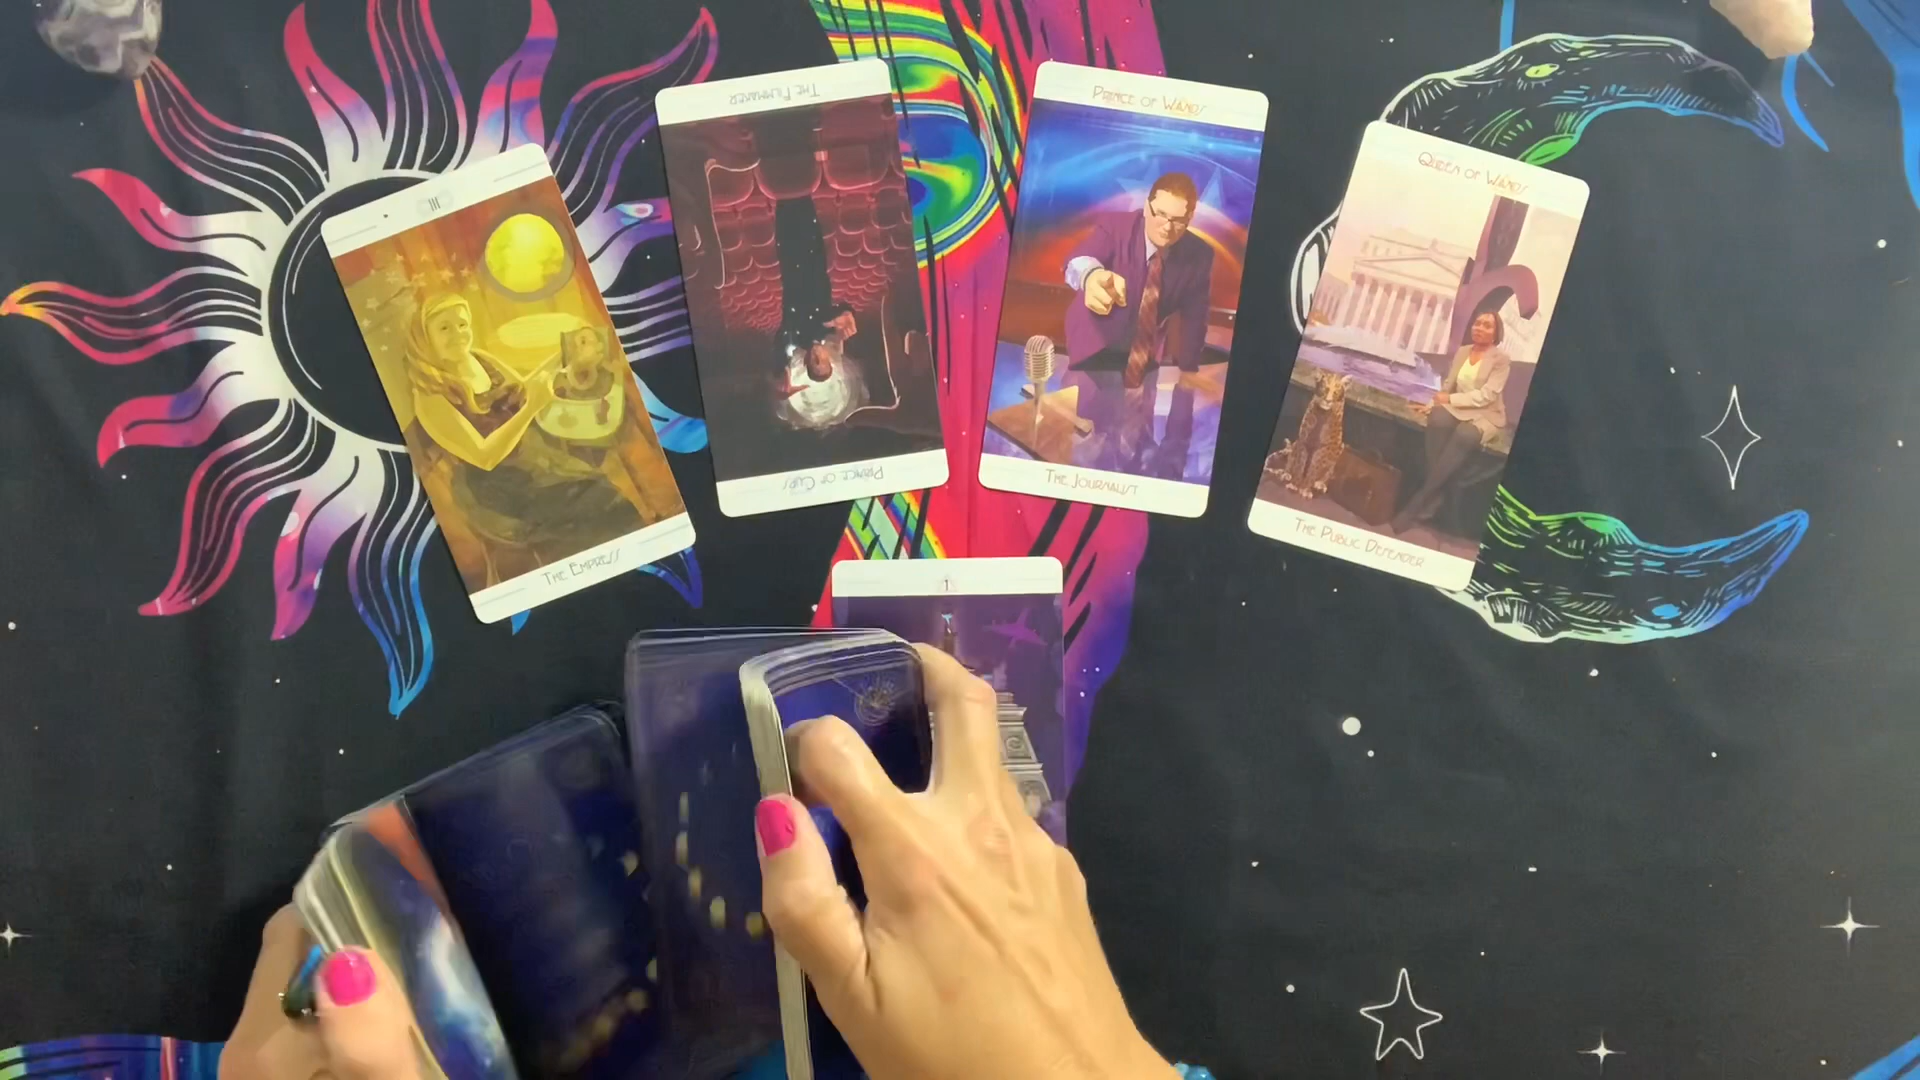 III
THE EMPRESS
THE FILMMAKER
PRINCE OF CUPS
PRINCE OF WANDS
THE JOURNALIST
QUEEN OF WANDS
THE PUBLIC DEFENDER
1